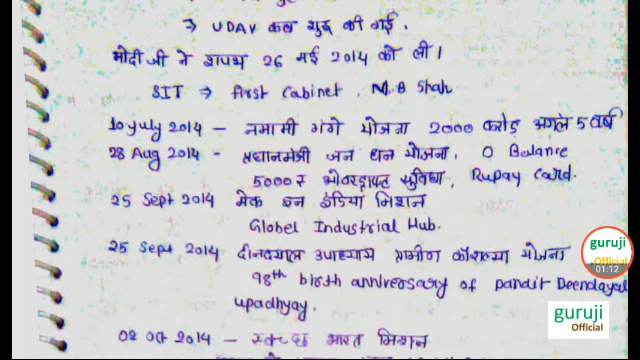 ⇒ UDAY कल शुरू की गई.
मोदी जी ने शपथ 26 मई 2014 को ली।
SIT ⇒ First Cabinet. M.B Shah
10 July 2014 – नमामी गंगे योजना 2000 करोड़ अगले 5 वर्ष
28 Aug 2014 - प्रधानमंत्री जन धन योजना, 0 Balance
5000 ₹ ओवरड्राफ्ट सुविधा, Rupay Card.
25 Sept 2014 मेक इन इंडिया मिशन
Globel Industrial Hub.
25 Sept 2014 दीनदयाल उपाध्याय ग्रामीण कौशल्या योजना
98th birth anniversary of pandit Deendayal
upadhyay.
02 Oct 2014 – स्वच्छ भारत मिशन
guruji
Official
01:12
guruji
Official